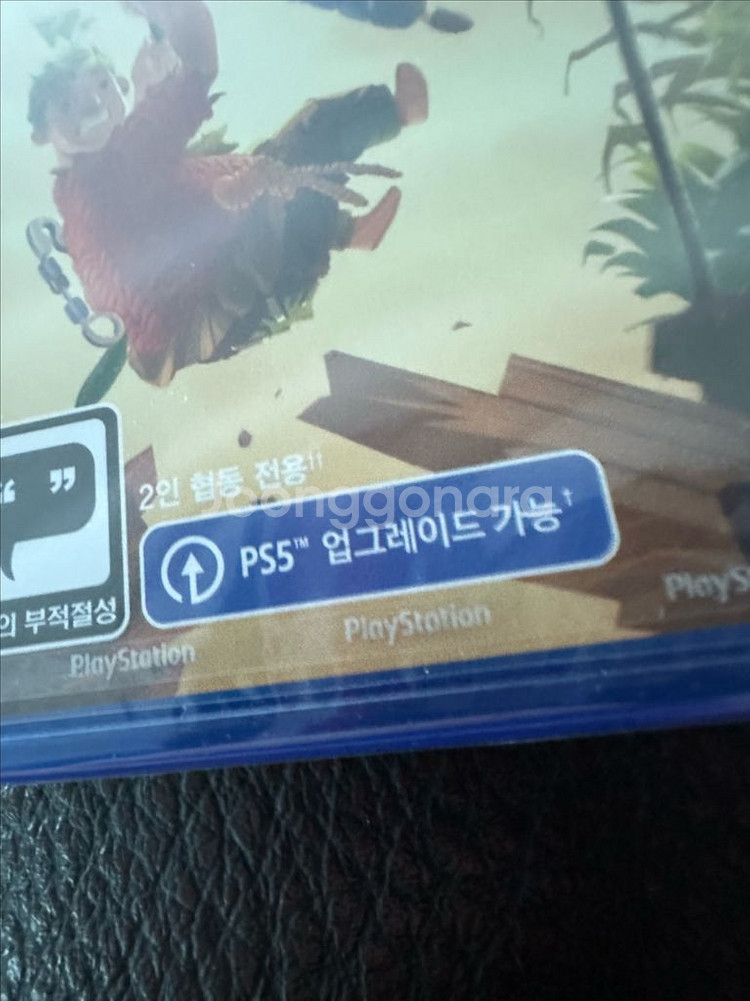 2인 협동 전용††
PS5™ 업그레이드 가능†
Joonggonara
“ ”
의 부적절성
PlayStation
PlayStation
PlayS